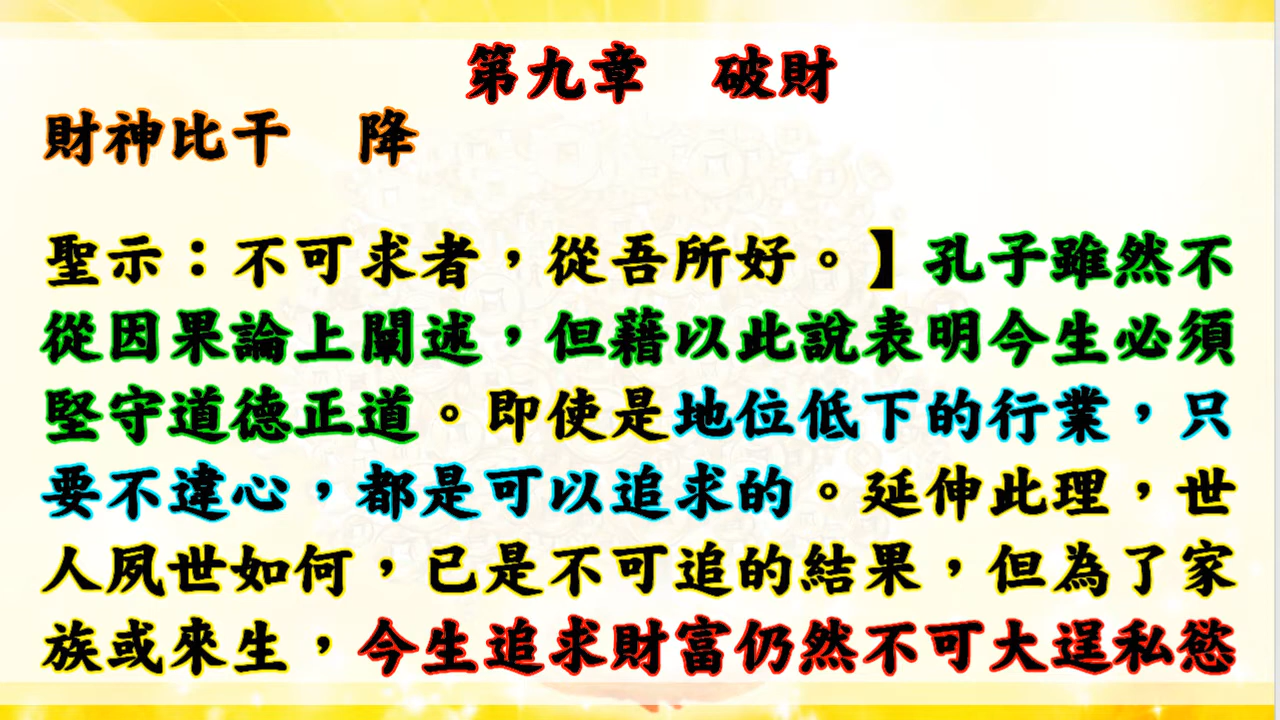 第九章　破財
財神比干　降
聖示：不可求者，從吾所好。】孔子雖然不
從因果論上闡述，但藉以此說表明今生必須
堅守道德正道。即使是地位低下的行業，只
要不違心，都是可以追求的。延伸此理，世
人夙世如何，已是不可追的結果，但為了家
族或來生，今生追求財富仍然不可大逞私慾